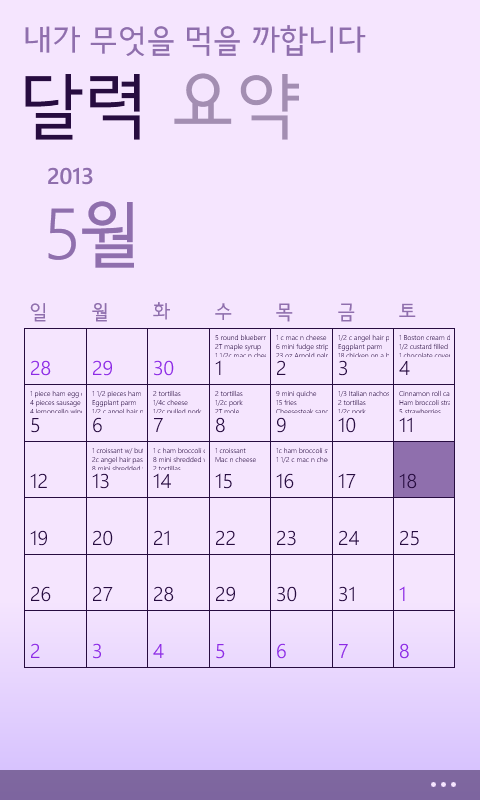 내가 무엇을 먹을 까합니다
달력 요약
2013
5월
일 월 화 수 목 금 토
5 round blueberr 1 c mac n cheese 1/2 c angel hair p 1 Boston cream d
2T maple syrup 6 mini fudge strip Eggplant parm 1/2 custard filled
1 1/2c mac n chee 23 oz Arnold palr 18 chicken on a b 1 chocolate cover
28 29 30 1 2 3 4
1 piece ham egg 1 1/2 pieces ham 2 tortillas 2 tortillas 9 mini quiche 1/3 Italian nachos Cinnamon roll ca
4 pieces sausage Eggplant parm 1/4c cheese 1/2c pork 15 fries 2 tortillas Ham broccoli stra
4 lemoncello wing 1/2 c angel hair 1/2c pulled pork 2T mole Cheesesteak sand 1/2c pork 5 strawberries
5 6 7 8 9 10 11
1 croissant w/ but 1 c ham broccoli 1 croissant 1c ham broccoli s
2c angel hair pas 8 mini shredded Mac n cheese 1 1/2 c mac n che
8 mini shredded 2 tortillas
12 13 14 15 16 17 18
19 20 21 22 23 24 25
26 27 28 29 30 31 1
2 3 4 5 6 7 8